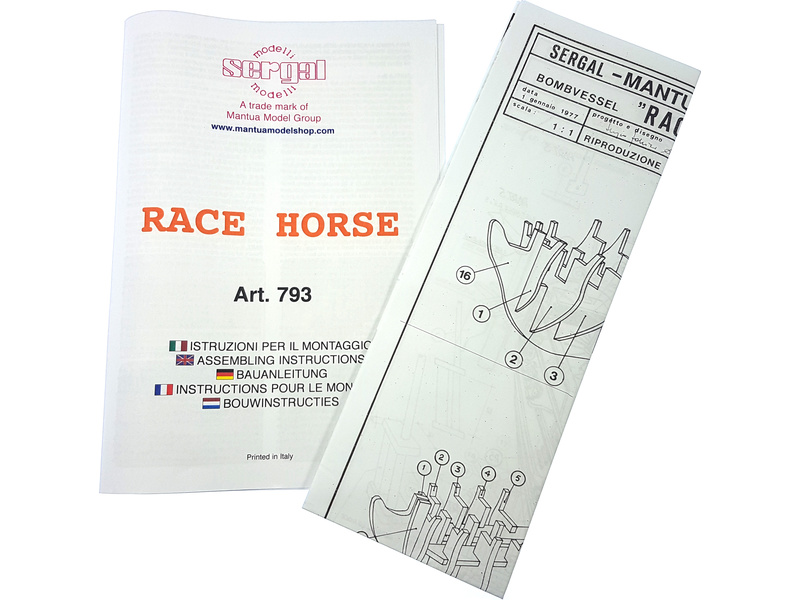 modelli
sergal
modelli
A trade mark of
Mantua Model Group
www.mantuamodelshop.com
RACE HORSE
Art. 793
ISTRUZIONI PER IL MONTAGGIO
ASSEMBLING INSTRUCTIONS
BAUANLEITUNG
INSTRUCTIONS POUR LE MON
BOUWINSTRUCTIES
Printed in Italy
SERGAL - MANTU
BOMBVESSEL "RAC
data
1 gennaio 1977
progetto e disegno
scala:
1:1
RIPRODUZIONE
16
1
2
3
1
2
3
4
5